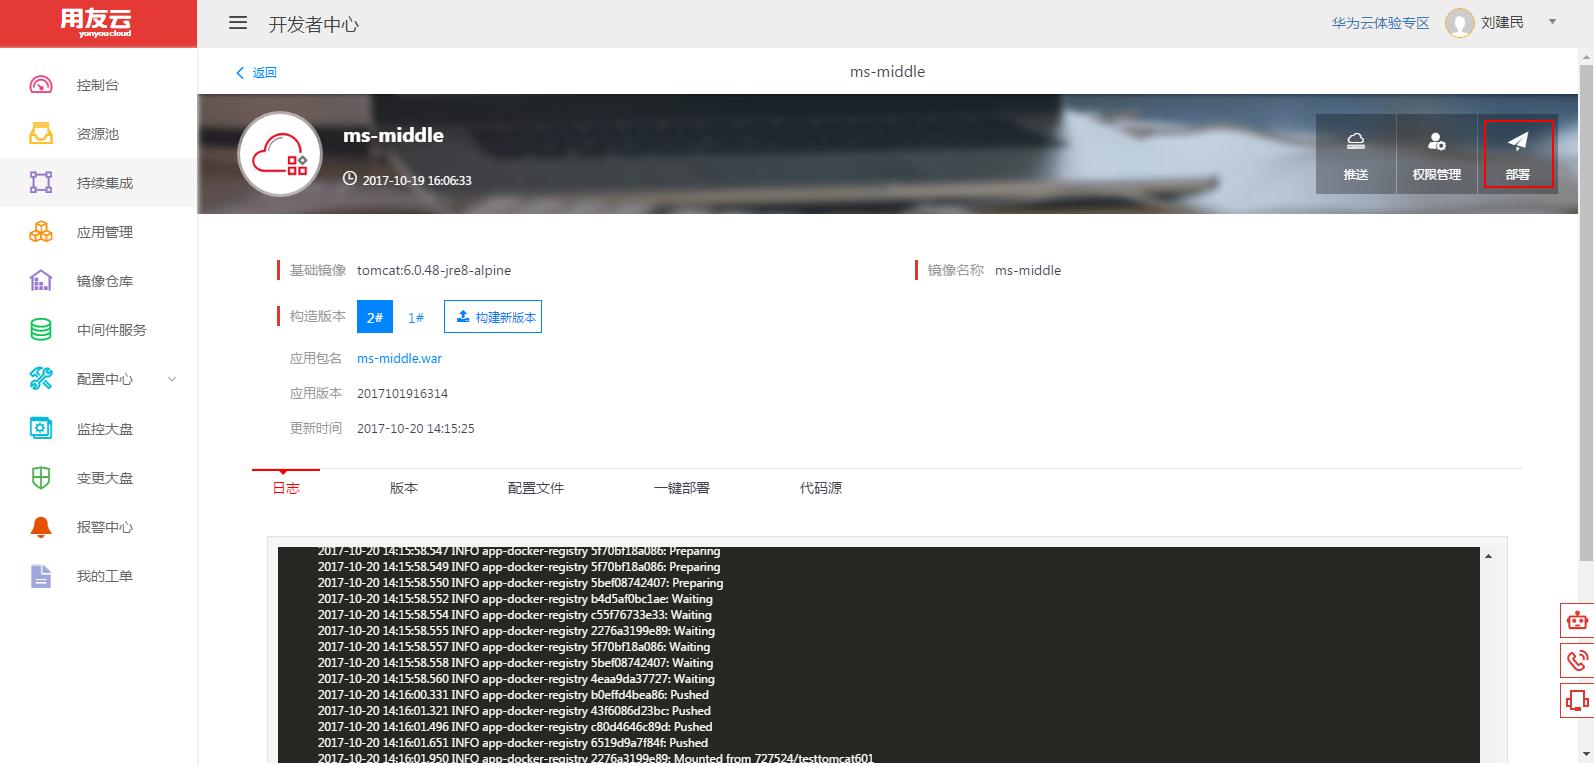 用友云
yonyoucloud
开发者中心
华为云体验专区
刘建民
控制台
资源池
持续集成
应用管理
镜像仓库
中间件服务
配置中心
监控大盘
变更大盘
报警中心
我的工单
返回
ms-middle
ms-middle
2017-10-19 16:06:33
推送
权限管理
部署
基础镜像 tomcat:6.0.48-jre8-alpine
镜像名称 ms-middle
构造版本 2# 1# 构建新版本
应用包名 ms-middle.war
应用版本 2017101916314
更新时间 2017-10-20 14:15:25
日志 版本 配置文件 一键部署 代码源
2017-10-20 14:15:58.547 INFO app-docker-registry 5f70bf18a086: Preparing
2017-10-20 14:15:58.549 INFO app-docker-registry 5f70bf18a086: Preparing
2017-10-20 14:15:58.550 INFO app-docker-registry 5bef08742407: Preparing
2017-10-20 14:15:58.552 INFO app-docker-registry b4d5af0bc1ae: Waiting
2017-10-20 14:15:58.554 INFO app-docker-registry c55f76733e33: Waiting
2017-10-20 14:15:58.555 INFO app-docker-registry 2276a3199e89: Waiting
2017-10-20 14:15:58.557 INFO app-docker-registry 5f70bf18a086: Waiting
2017-10-20 14:15:58.558 INFO app-docker-registry 5bef08742407: Waiting
2017-10-20 14:15:58.560 INFO app-docker-registry 4eaa9da37727: Waiting
2017-10-20 14:16:00.331 INFO app-docker-registry b0effd4bea86: Pushed
2017-10-20 14:16:01.321 INFO app-docker-registry 43f6086d23bc: Pushed
2017-10-20 14:16:01.496 INFO app-docker-registry c80d4646c89d: Pushed
2017-10-20 14:16:01.651 INFO app-docker-registry 6519d9a7f84f: Pushed
2017-10-20 14:16:01.950 INFO app-docker-registry 2276a3199e89: Mounted from 727524/testtomcat601